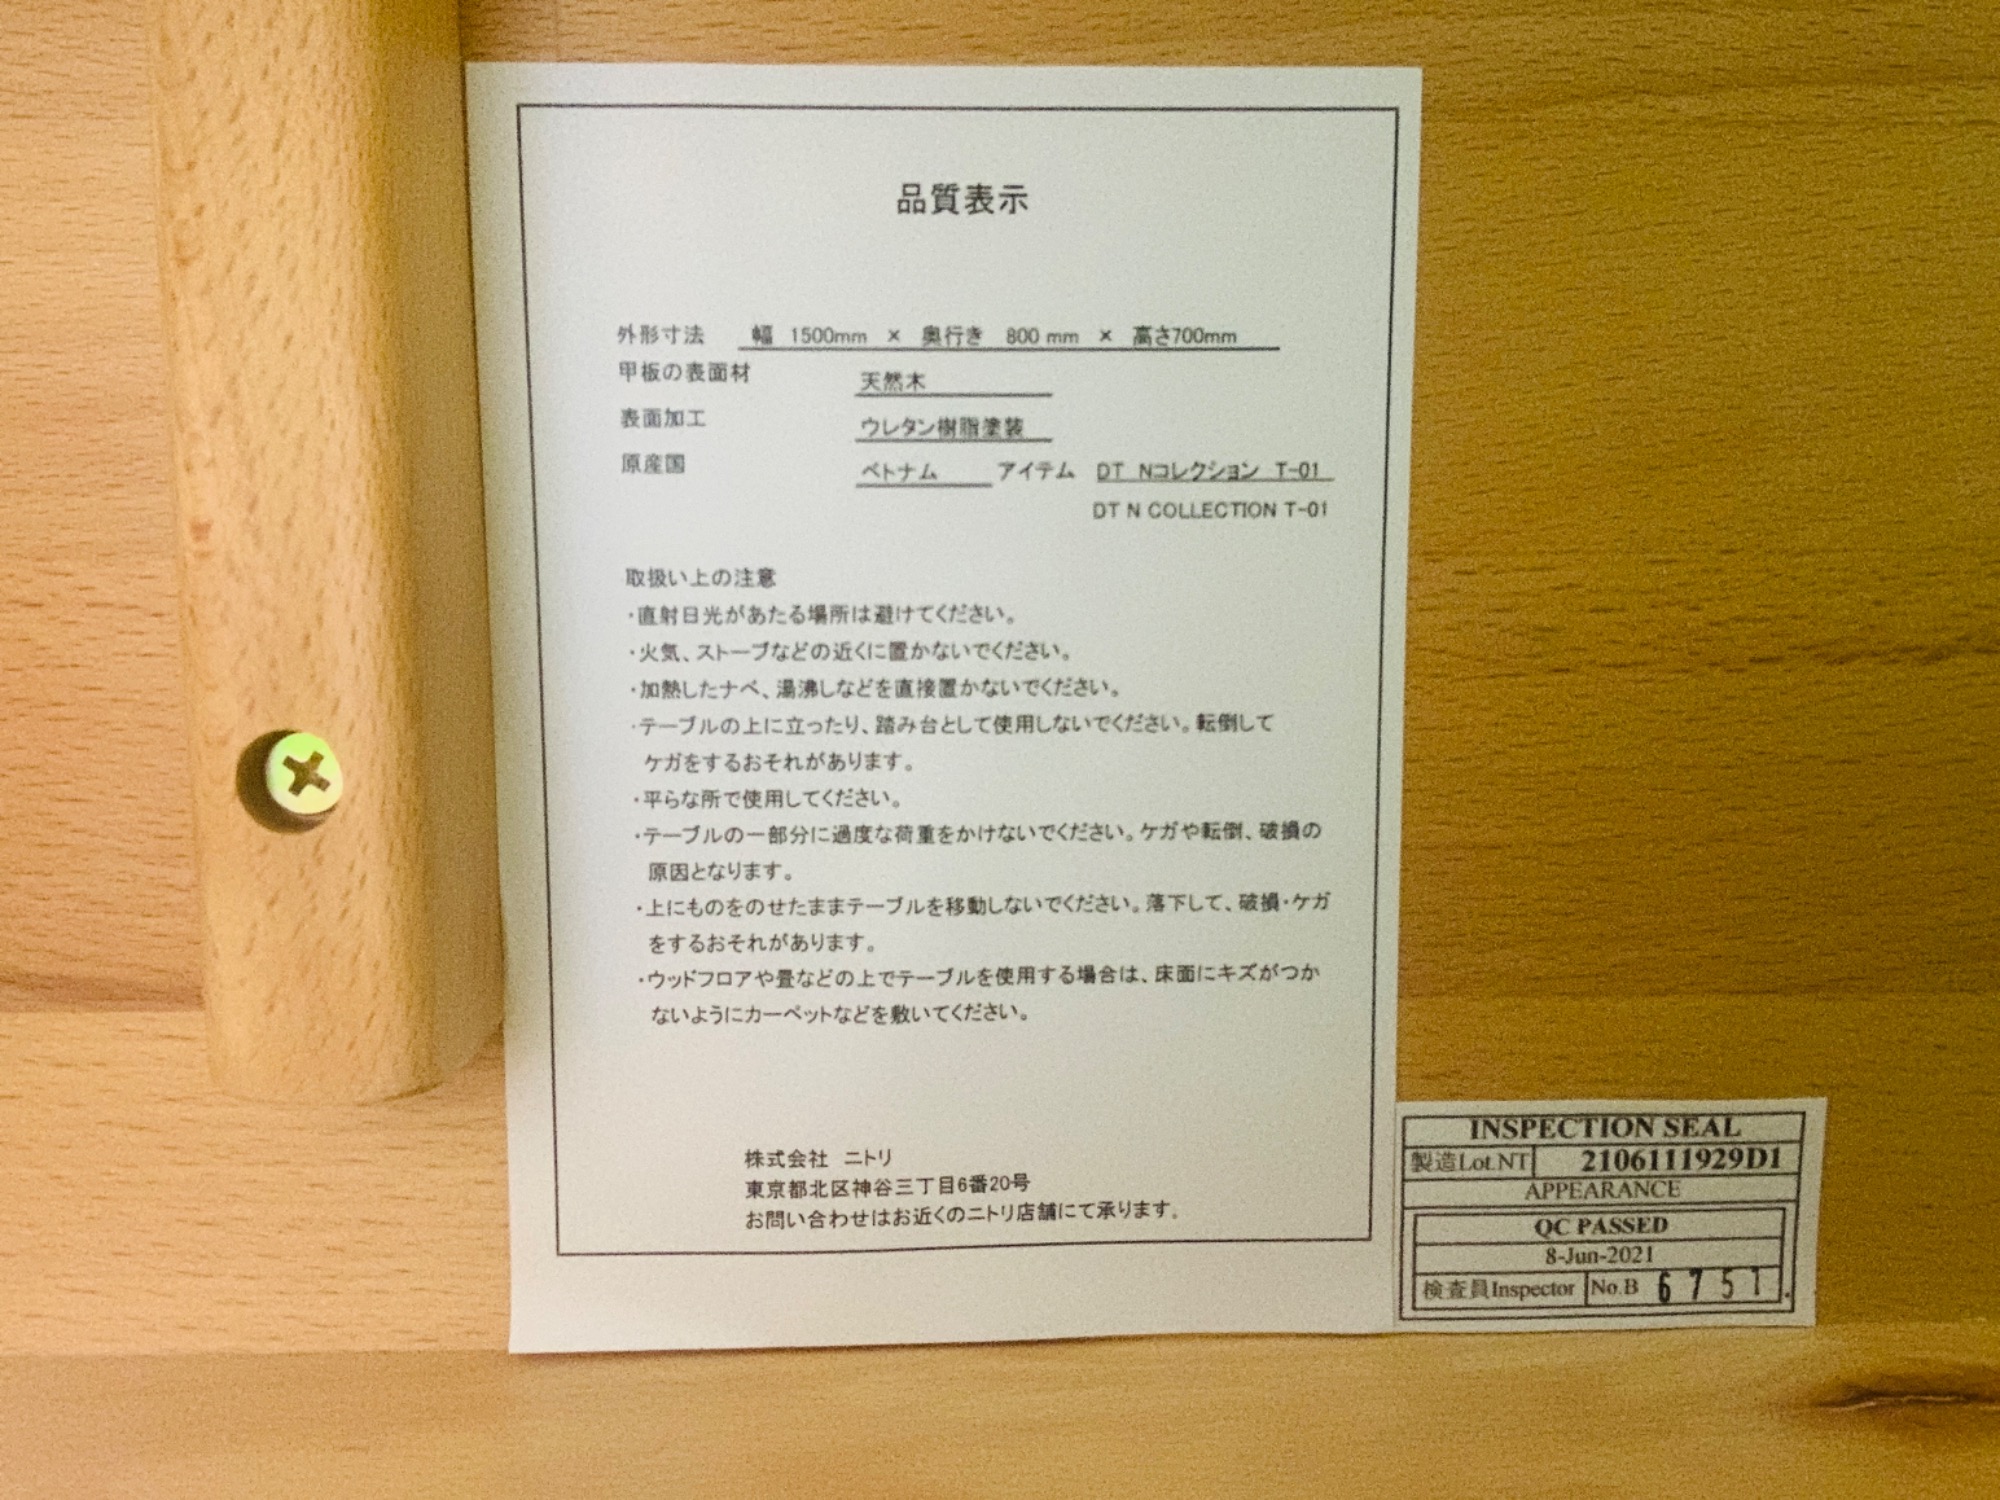 品質表示
外形寸法 幅 1500mm × 奥行き 800 mm × 高さ700mm
甲板の表面材 天然木
表面加工 ウレタン樹脂塗装
原産国 ベトナム アイテム DT Nコレクション T-01
DT N COLLECTION T-01
取扱い上の注意
・直射日光があたる場所は避けてください。
・火気、ストーブなどの近くに置かないでください。
・加熱したナベ、湯沸しなどを直接置かないでください。
・テーブルの上に立ったり、踏み台として使用しないでください。転倒して
ケガをするおそれがあります。
・平らな所で使用してください。
・テーブルの一部分に過度な荷重をかけないでください。ケガや転倒、破損の
原因となります。
・上にものをのせたままテーブルを移動しないでください。落下して、破損・ケガ
をするおそれがあります。
・ウッドフロアや畳などの上でテーブルを使用する場合は、床面にキズがつか
ないようにカーペットなどを敷いてください。
株式会社 ニトリ
東京都北区神谷三丁目6番20号
お問い合わせはお近くのニトリ店舗にて承ります。
INSPECTION SEAL
製造Lot.NT 2106111929D1
APPEARANCE
QC PASSED
8-Jun-2021
検査員Inspector No.B 6751.